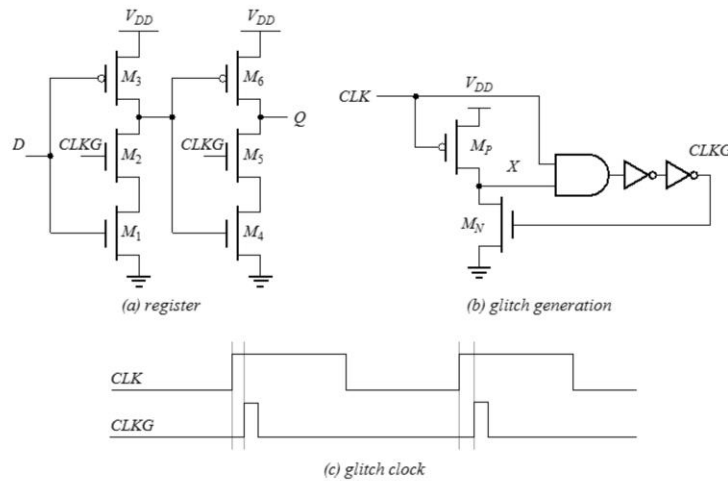 V_DD V_DD
M_3 M_6
V_DD
CLK
M_P
D CLKG M_2 CLKG M_5 Q
X
CLKG
M_1 M_4
M_N
(a) register
(b) glitch generation
CLK
CLKG
(c) glitch clock